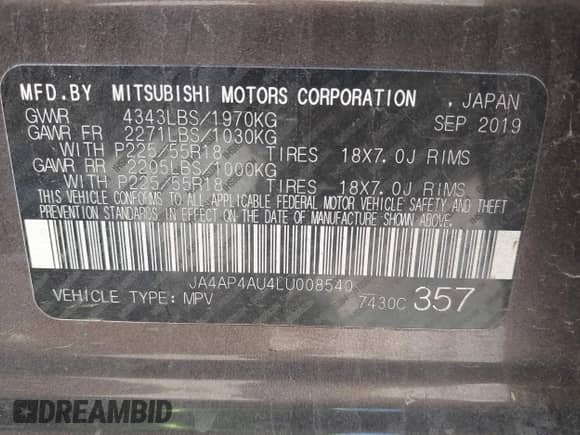 MFD.BY MITSUBISHI MOTORS CORPORATION . JAPAN
GVWR 4343LBS/1970KG SEP 2019
GAWR FR 2271LBS/1030KG
WITH P225/55R18 TIRES 18X7.0J RIMS
GAWR RR 2205LBS/1000KG
WITH P225/55R18 TIRES 18X7.0J RIMS
THIS VEHICLE CONFORMS TO ALL APPLICABLE FEDERAL MOTOR VEHICLE SAFETY AND THEFT
PREVENTION STANDARDS IN EFFECT ON THE DATE OF MANUFACTURE SHOWN ABOVE.
JA4AP4AU4LU008540
VEHICLE TYPE: MPV 7430C 357
DREAMBID